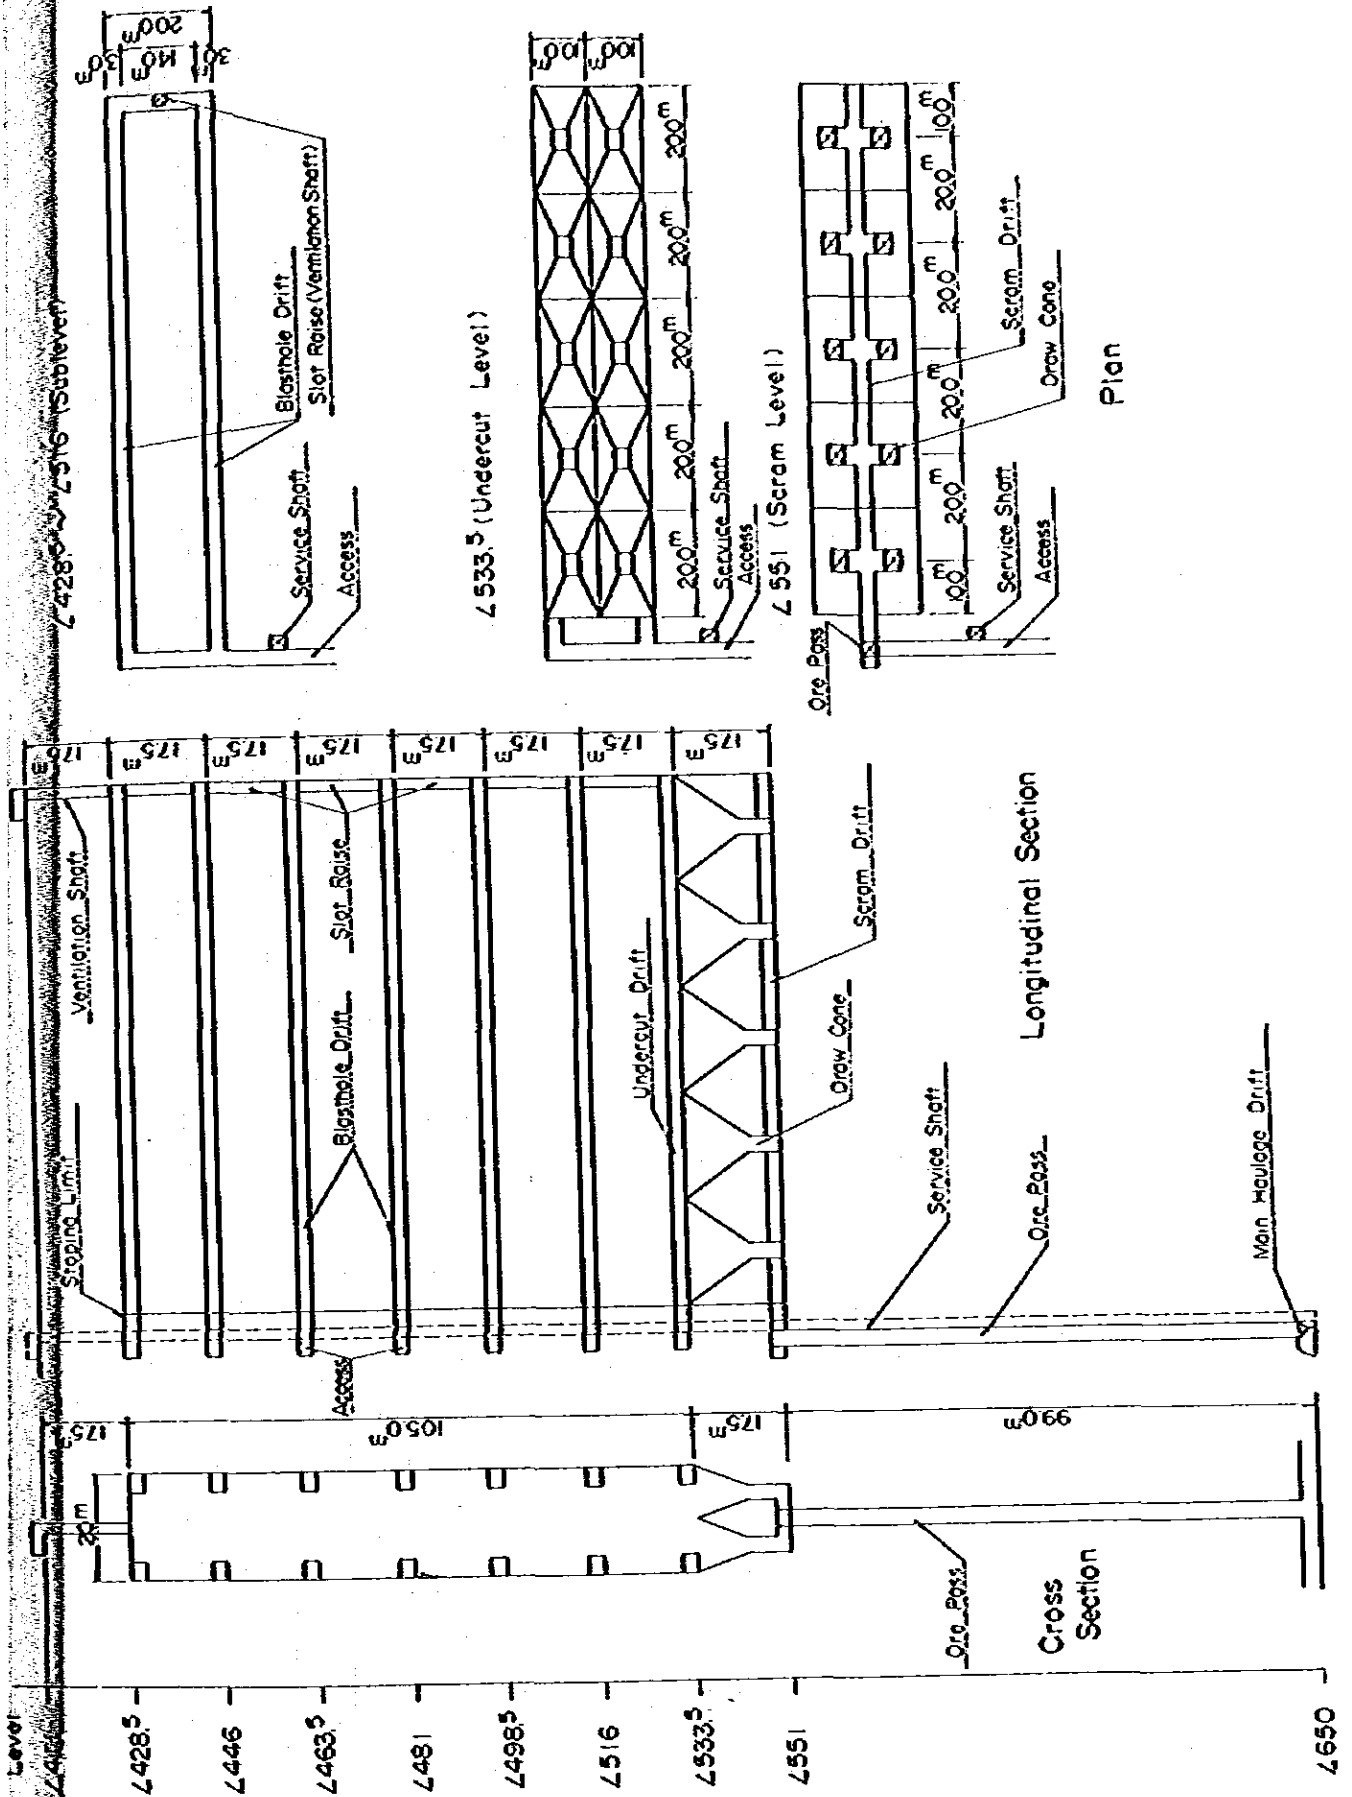 Level
∠428.5
∠446
∠463.5
∠481
∠498.5
∠516
∠533.5
∠551
∠650
20m
17.5m
105.0m
17.5m
99.0m
Ore Pass
Cross
Section
Stoping Limit
Ventilation Shaft
Access
Blasthole Drift
Slot Raise
Undercut Drift
Draw Cone
Scram Drift
Service Shaft
Ore Pass
Main Haulage Drift
17.5m
17.5m
17.5m
17.5m
17.5m
17.5m
17.5m
17.5m
Longitudinal Section
∠428.5 ~ ∠516 (Sublevel)
3.0m
14.0m
3.0m
20.0m
Blasthole Drift
Slot Raise (Ventilation Shaft)
Service Shaft
Access
∠533.5 (Undercut Level)
10.0m
10.0m
20.0m
20.0m
20.0m
20.0m
20.0m
Service Shaft
Access
∠551 (Scram Level)
Ore Pass
10.0m
20.0m
20.0m
20.0m
20.0m
10.0m
Scram Drift
Draw Cone
Service Shaft
Access
Plan